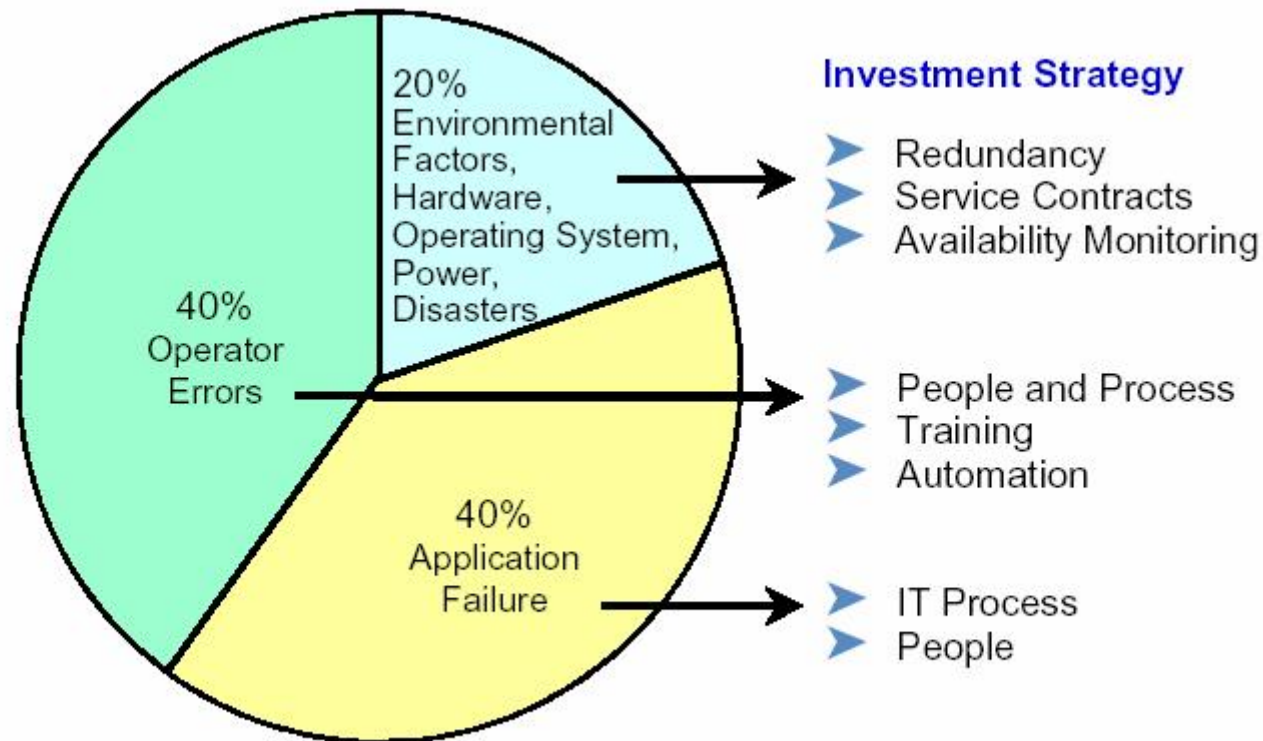 20%
Environmental
Factors,
Hardware,
Operating System,
Power,
Disasters
40%
Operator
Errors
40%
Application
Failure
Investment Strategy
Redundancy
Service Contracts
Availability Monitoring
People and Process
Training
Automation
IT Process
People